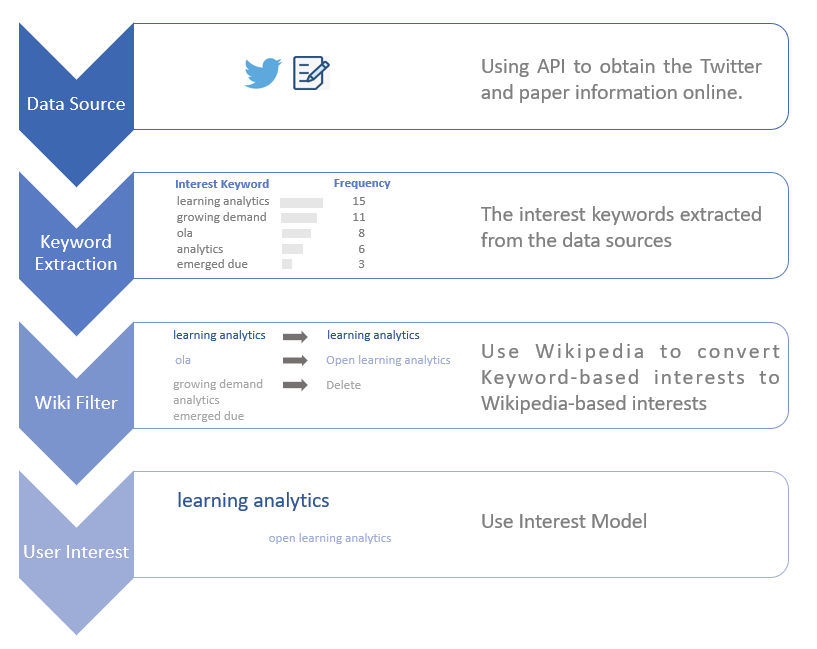 Data Source
Using API to obtain the Twitter
and paper information online.
Keyword
Extraction
Interest Keyword Frequency
learning analytics 15
growing demand 11
ola 8
analytics 6
emerged due 3
The interest keywords extracted
from the data sources
Wiki Filter
learning analytics learning analytics
ola Open learning analytics
growing demand Delete
analytics
emerged due
Use Wikipedia to convert
Keyword-based interests to
Wikipedia-based interests
User Interest
learning analytics
open learning analytics
Use Interest Model